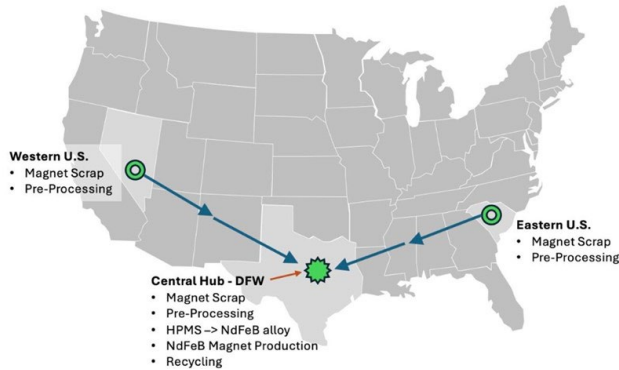 Western U.S.
• Magnet Scrap
• Pre-Processing
Eastern U.S.
• Magnet Scrap
• Pre-Processing
Central Hub - DFW
• Magnet Scrap
• Pre-Processing
• HPMS –> NdFeB alloy
• NdFeB Magnet Production
• Recycling